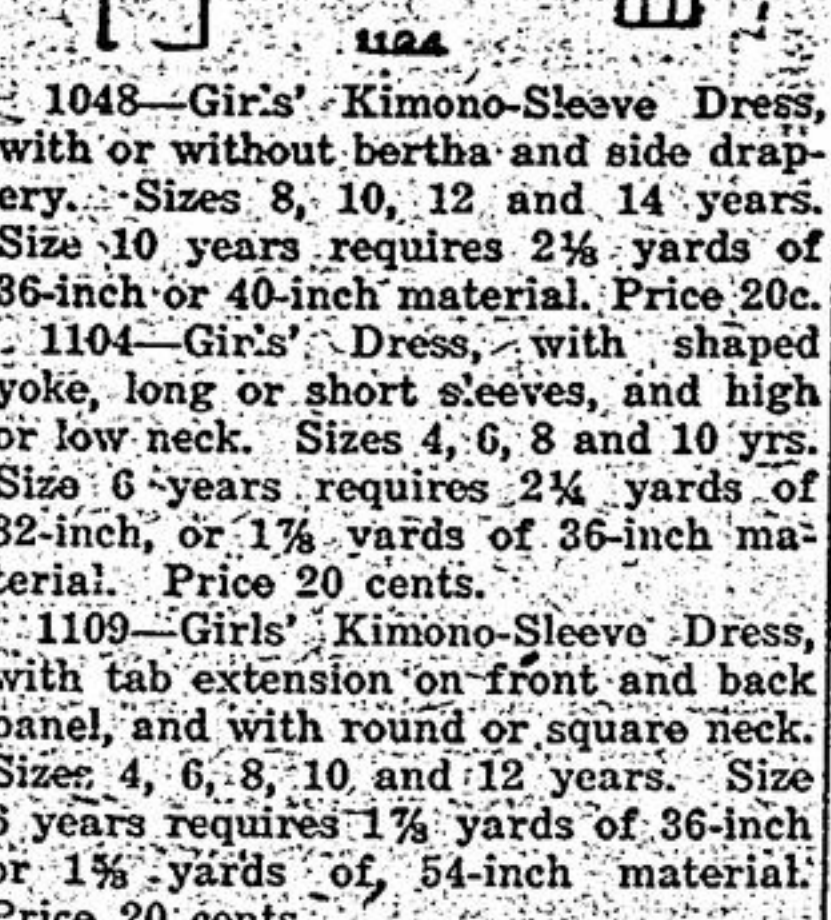 1124
1048—Girls' Kimono-Sleeve Dress,
with or without bertha and side drap-
ery. Sizes 8, 10, 12 and 14 years.
Size 10 years requires 2⅛ yards of
36-inch or 40-inch material. Price 20c.
1104—Girls' Dress, with shaped
yoke, long or short sleeves, and high
or low neck. Sizes 4, 6, 8 and 10 yrs.
Size 6 years requires 2¼ yards of
32-inch, or 1⅞ yards of 36-inch ma-
terial. Price 20 cents.
1109—Girls' Kimono-Sleeve Dress,
with tab extension on front and back
panel, and with round or square neck.
Sizes 4, 6, 8, 10 and 12 years. Size
6 years requires 1⅞ yards of 36-inch
or 1⅝ yards of 54-inch material.
Price 20 cents.